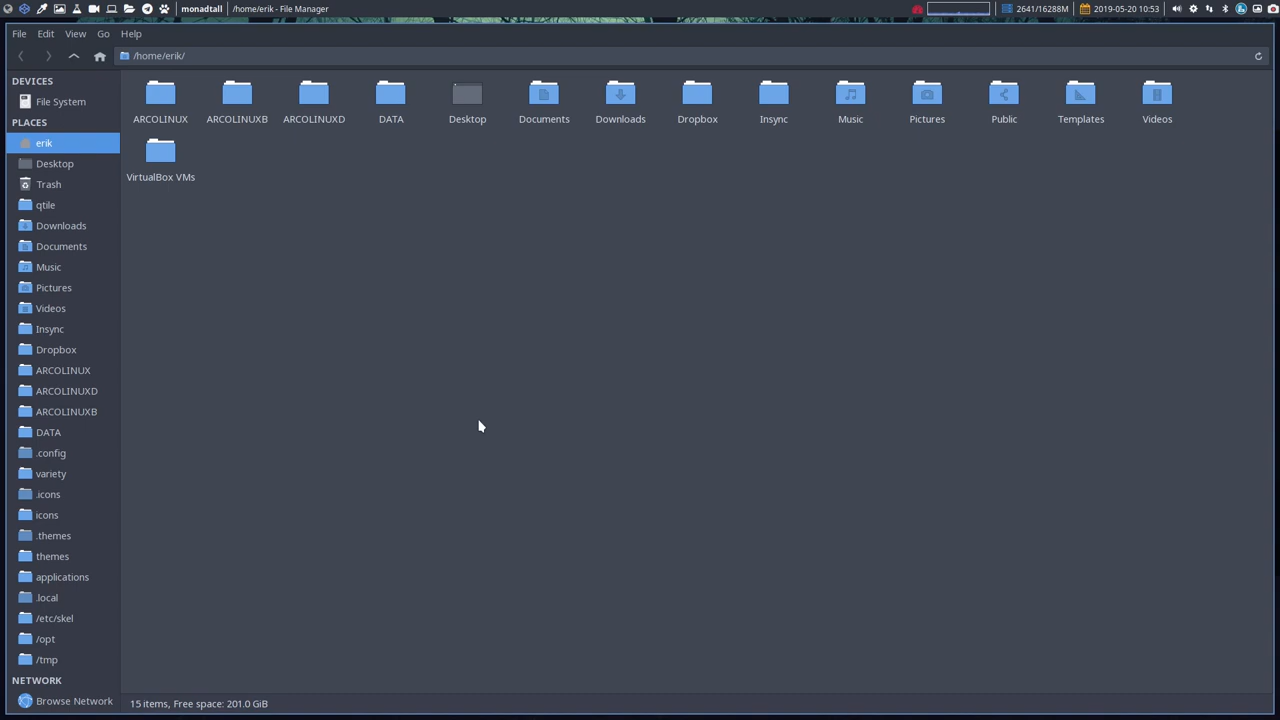 monadtall /home/erik - File Manager 2641/16288M 2019-05-20 10:53
File Edit View Go Help
/home/erik/
DEVICES
File System
PLACES
erik
Desktop
Trash
qtile
Downloads
Documents
Music
Pictures
Videos
Insync
Dropbox
ARCOLINUX
ARCOLINUXD
ARCOLINUXB
DATA
.config
variety
.icons
icons
.themes
themes
applications
.local
/etc/skel
/opt
/tmp
NETWORK
Browse Network
ARCOLINUX ARCOLINUXB ARCOLINUXD DATA Desktop Documents Downloads Dropbox Insync Music Pictures Public Templates Videos
VirtualBox VMs
15 items, Free space: 201.0 GiB